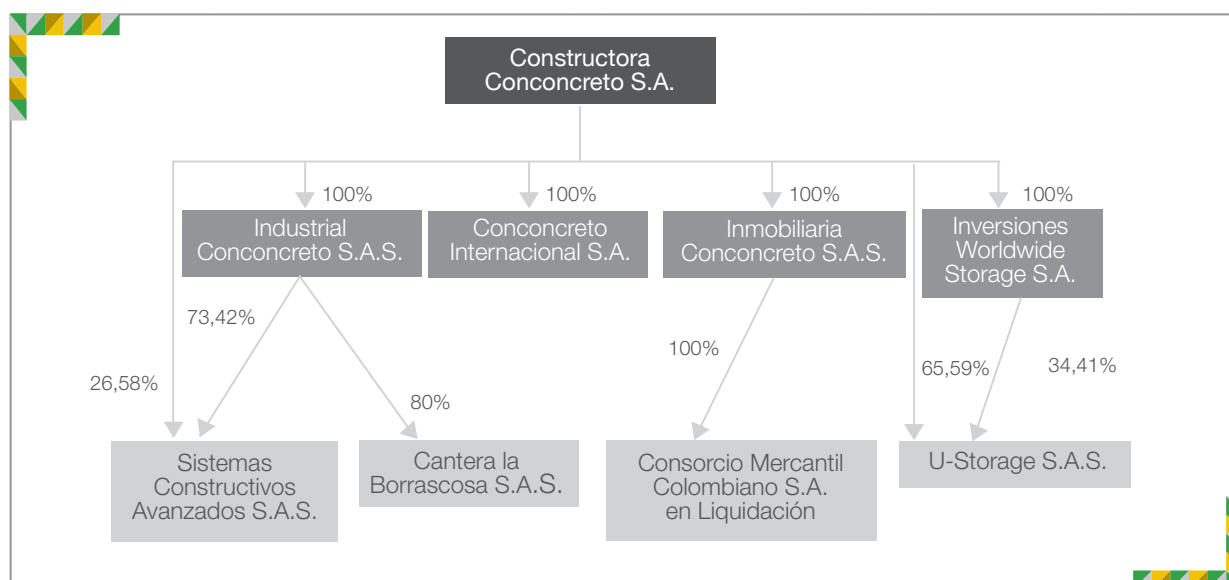 Constructora
Conconcreto S.A.
100%
100%
100%
100%
Industrial
Conconcreto S.A.S.
Conconcreto
Internacional S.A.
Inmobiliaria
Conconcreto S.A.S.
Inversiones
Worldwide
Storage S.A.
73,42%
100%
65,59%
34,41%
26,58%
80%
Sistemas
Constructivos
Avanzados S.A.S.
Cantera la
Borrascosa S.A.S.
Consorcio Mercantil
Colombiano S.A.
en Liquidación
U-Storage S.A.S.